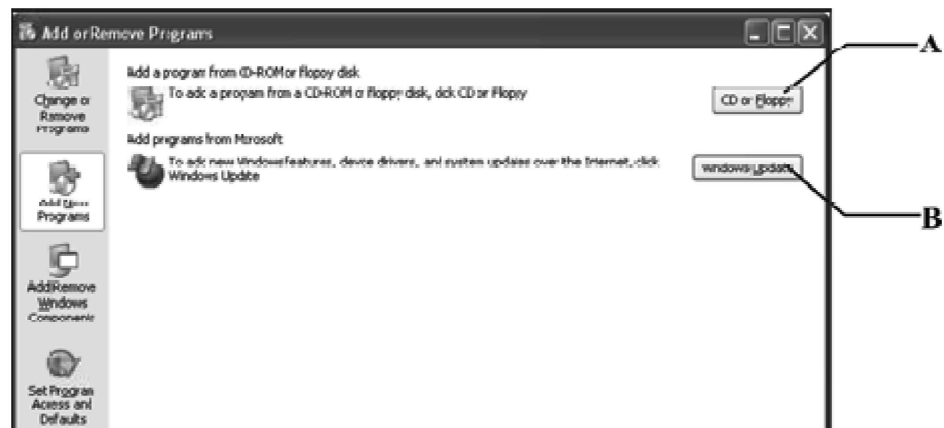 Add or Remove Programs
A
Change or
Remove
Programs
Add a program from CD-ROM or floppy disk
To add a program from a CD-ROM or floppy disk, click CD or Floppy
CD or Floppy
Add programs from Microsoft
To add new Windows features, device drivers, and system updates over the Internet, click
Windows Update
Windows Update
B
Add New
Programs
Add/Remove
Windows
Components
Set Program
Access and
Defaults